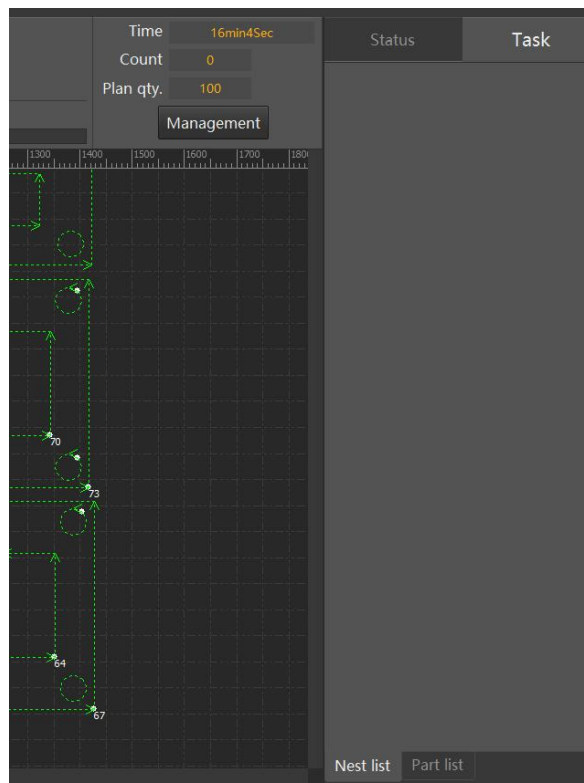 Time 16min4Sec
Count 0
Plan qty. 100
Management
Status Task
1300 1400 1500 1600 1700 180
70
73
64
67
Nest list Part list